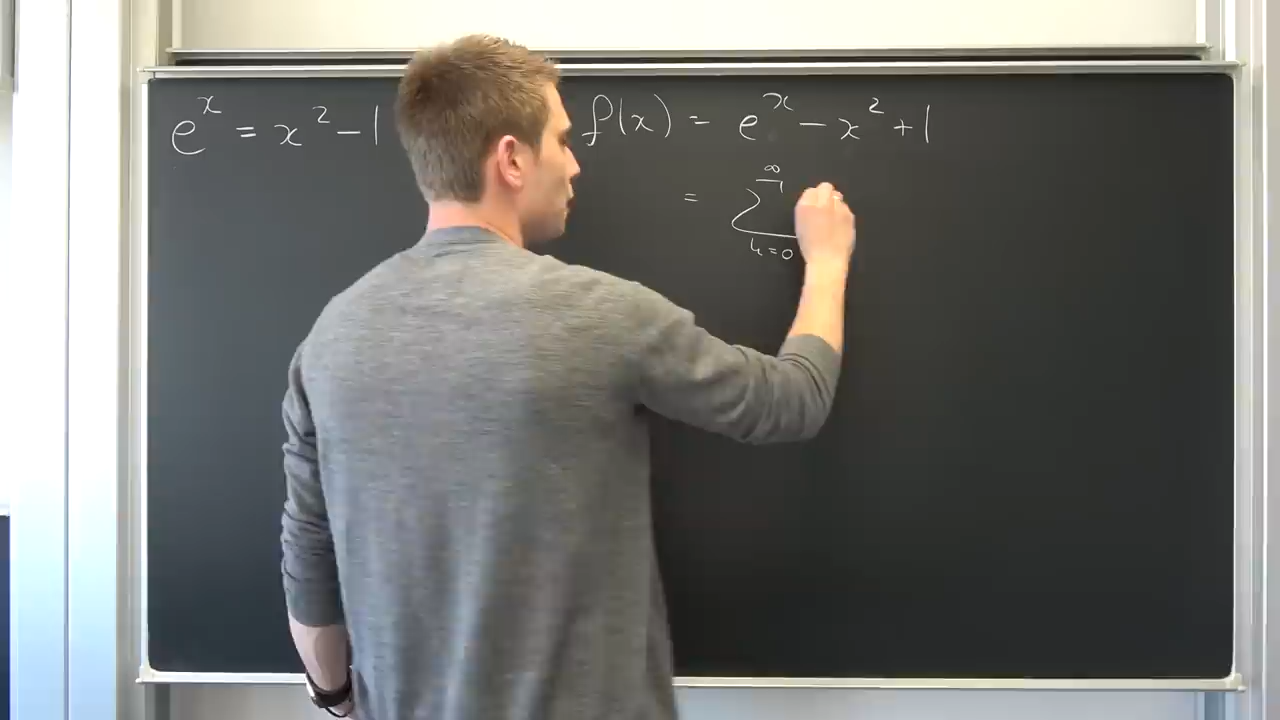 e^x = x^2 - 1   f(x) = e^x - x^2 + 1
= ∑_{k=0}^{∞}